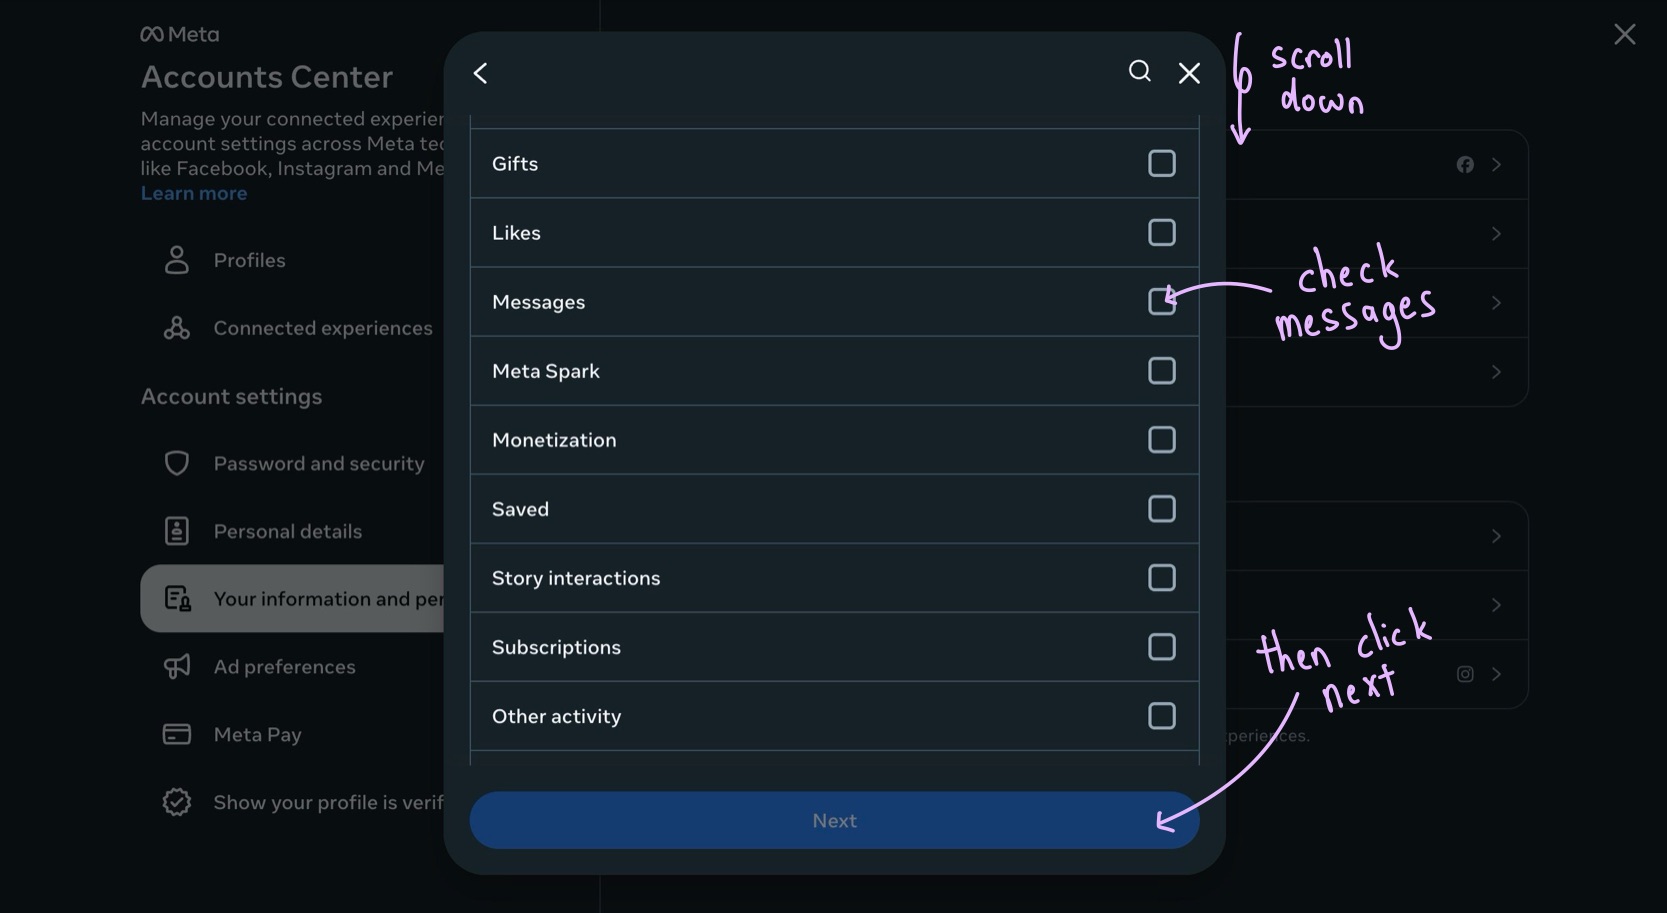 Meta
Accounts Center
Manage your connected experien
account settings across Meta tec
like Facebook, Instagram and Me
Learn more
Profiles
Connected experiences
Account settings
Password and security
Personal details
Your information and per
Ad preferences
Meta Pay
Show your profile is verif
Gifts
Likes
Messages
Meta Spark
Monetization
Saved
Story interactions
Subscriptions
Other activity
Next
scroll
down
check
messages
then click
next
periences.